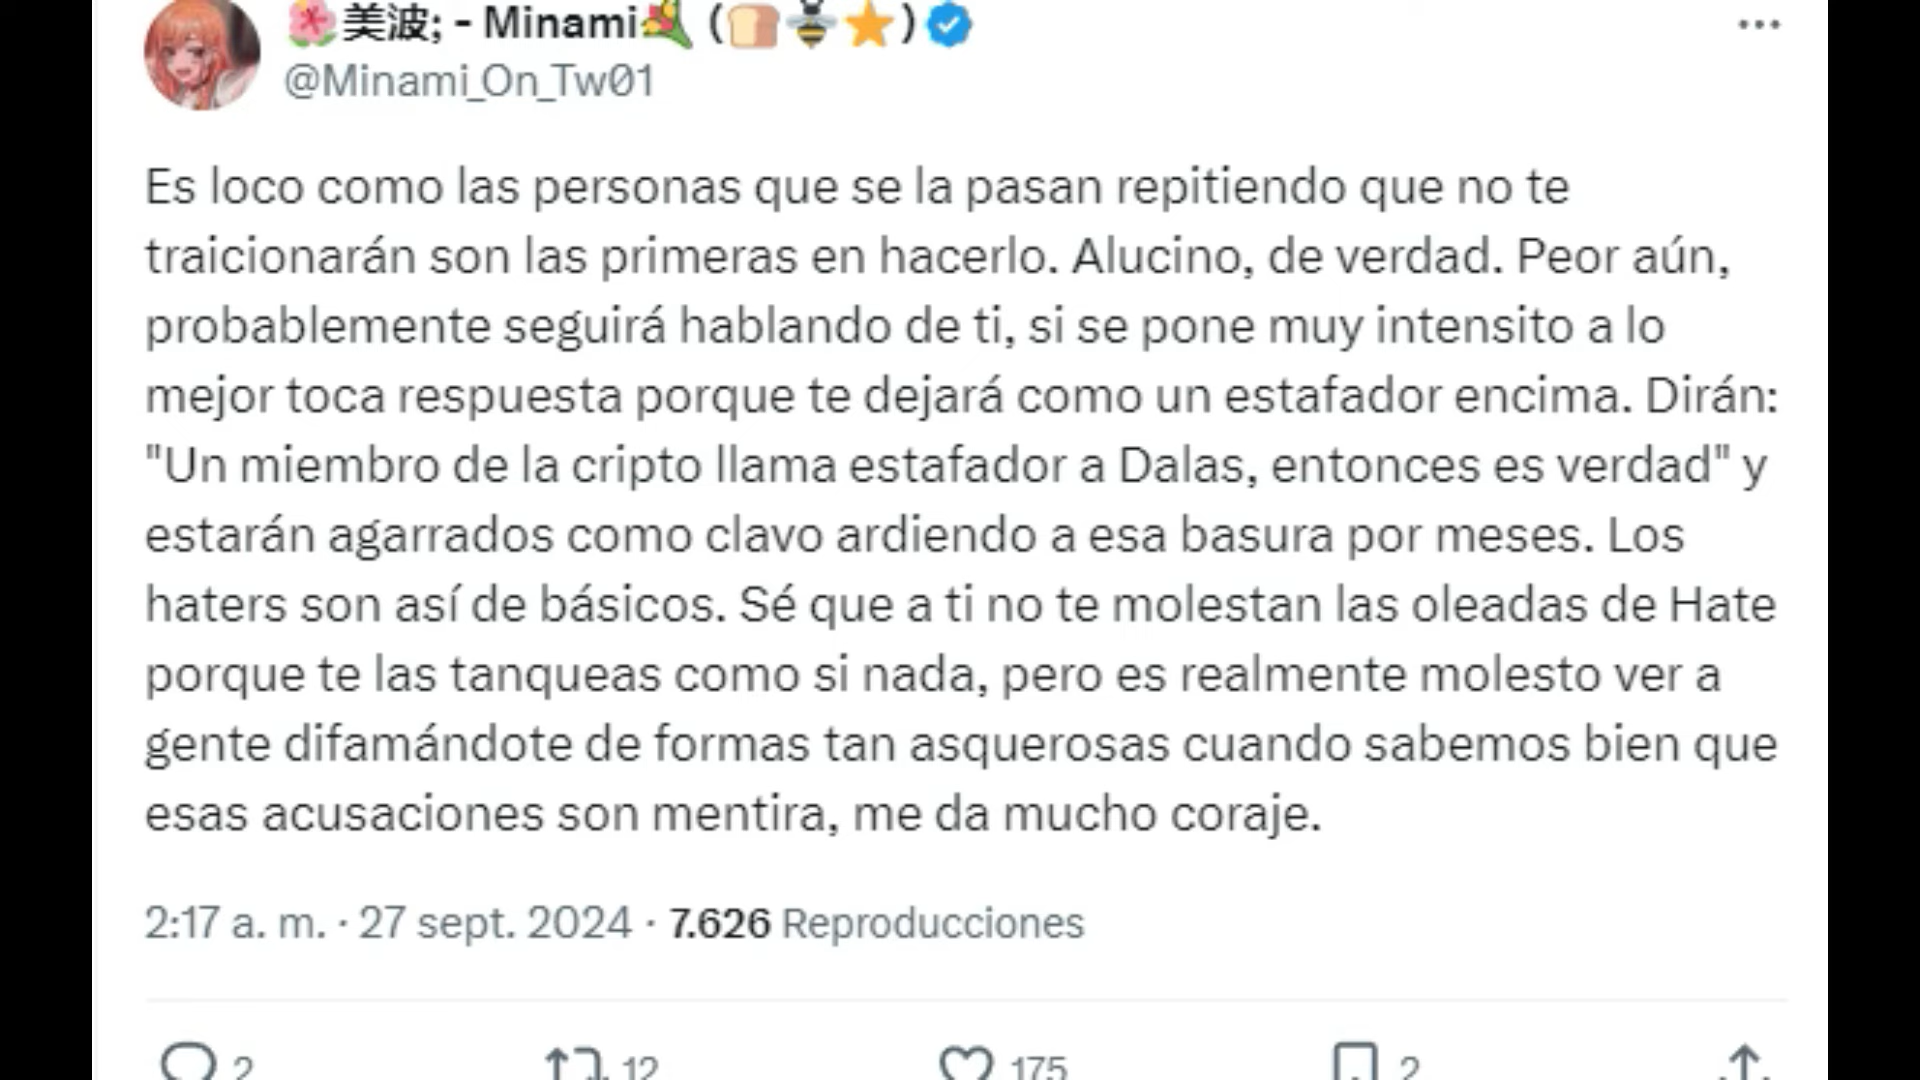 🌺美波; - Minami💐 (🍞🐝⭐)
@Minami_On_Tw01
Es loco como las personas que se la pasan repitiendo que no te
traicionarán son las primeras en hacerlo. Alucino, de verdad. Peor aún,
probablemente seguirá hablando de ti, si se pone muy intensito a lo
mejor toca respuesta porque te dejará como un estafador encima. Dirán:
"Un miembro de la cripto llama estafador a Dalas, entonces es verdad" y
estarán agarrados como clavo ardiendo a esa basura por meses. Los
haters son así de básicos. Sé que a ti no te molestan las oleadas de Hate
porque te las tanqueas como si nada, pero es realmente molesto ver a
gente difamándote de formas tan asquerosas cuando sabemos bien que
esas acusaciones son mentira, me da mucho coraje.
2:17 a. m. · 27 sept. 2024 · 7.626 Reproducciones
2 12 175 2